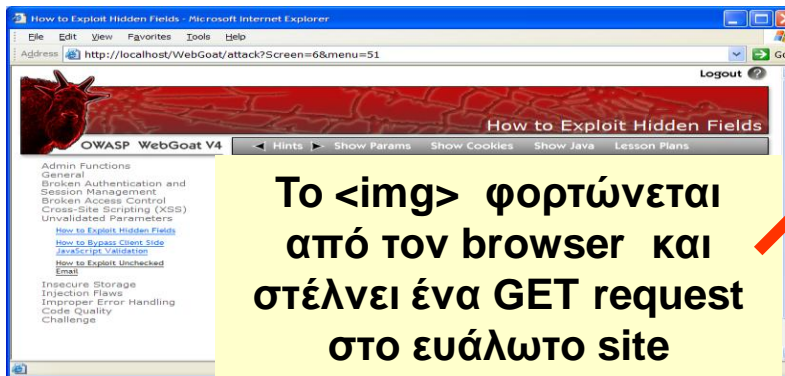 How to Exploit Hidden Fields - Microsoft Internet Explorer
File Edit View Favorites Tools Help
Address http://localhost/WebGoat/attack?Screen=6&menu=51
Logout ?
How to Exploit Hidden Fields
OWASP WebGoat V4
Hints Show Params Show Cookies Show Java Lesson Plans
Admin Functions
General
Broken Authentication and
Session Management
Broken Access Control
Cross-Site Scripting (XSS)
Unvalidated Parameters
How to Exploit Hidden Fields
How to Bypass Client Side
JavaScript Validation
How to Exploit Unchecked
Email
Insecure Storage
Injection Flaws
Improper Error Handling
Code Quality
Challenge
Το <img> φορτώνεται
από τον browser και
στέλνει ένα GET request
στο ευάλωτο site